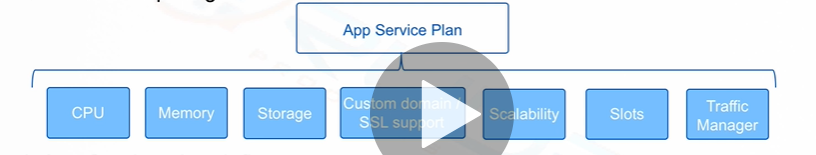 App Service Plan
CPU
Memory
Storage
Custom domain /
SSL support
Scalability
Slots
Traffic
Manager